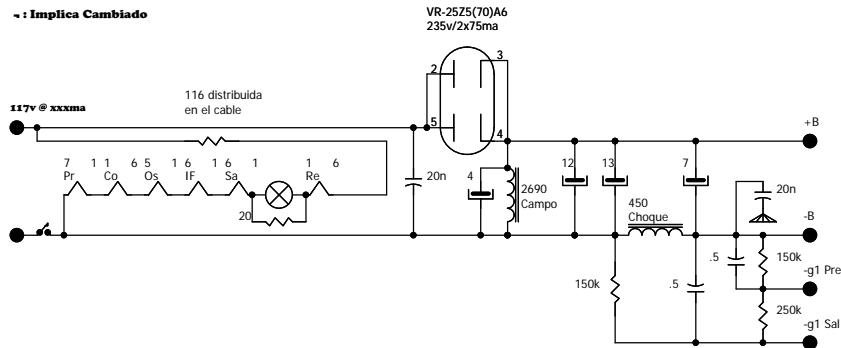 ¬ : Implica Cambiado
VR-25Z5(70)A6
235v/2x75ma
3
2
5
4
117v @ xxxma
116 distribuida
en el cable
+B
7 1 1 6 5 1 6 1 6 1 1 6
Pr Co Os IF Sa Re
20
20n
4
2690
Campo
12
13
7
20n
450
Choque
-B
150k
.5
.5
150k
-g1 Pre
250k
-g1 Sal